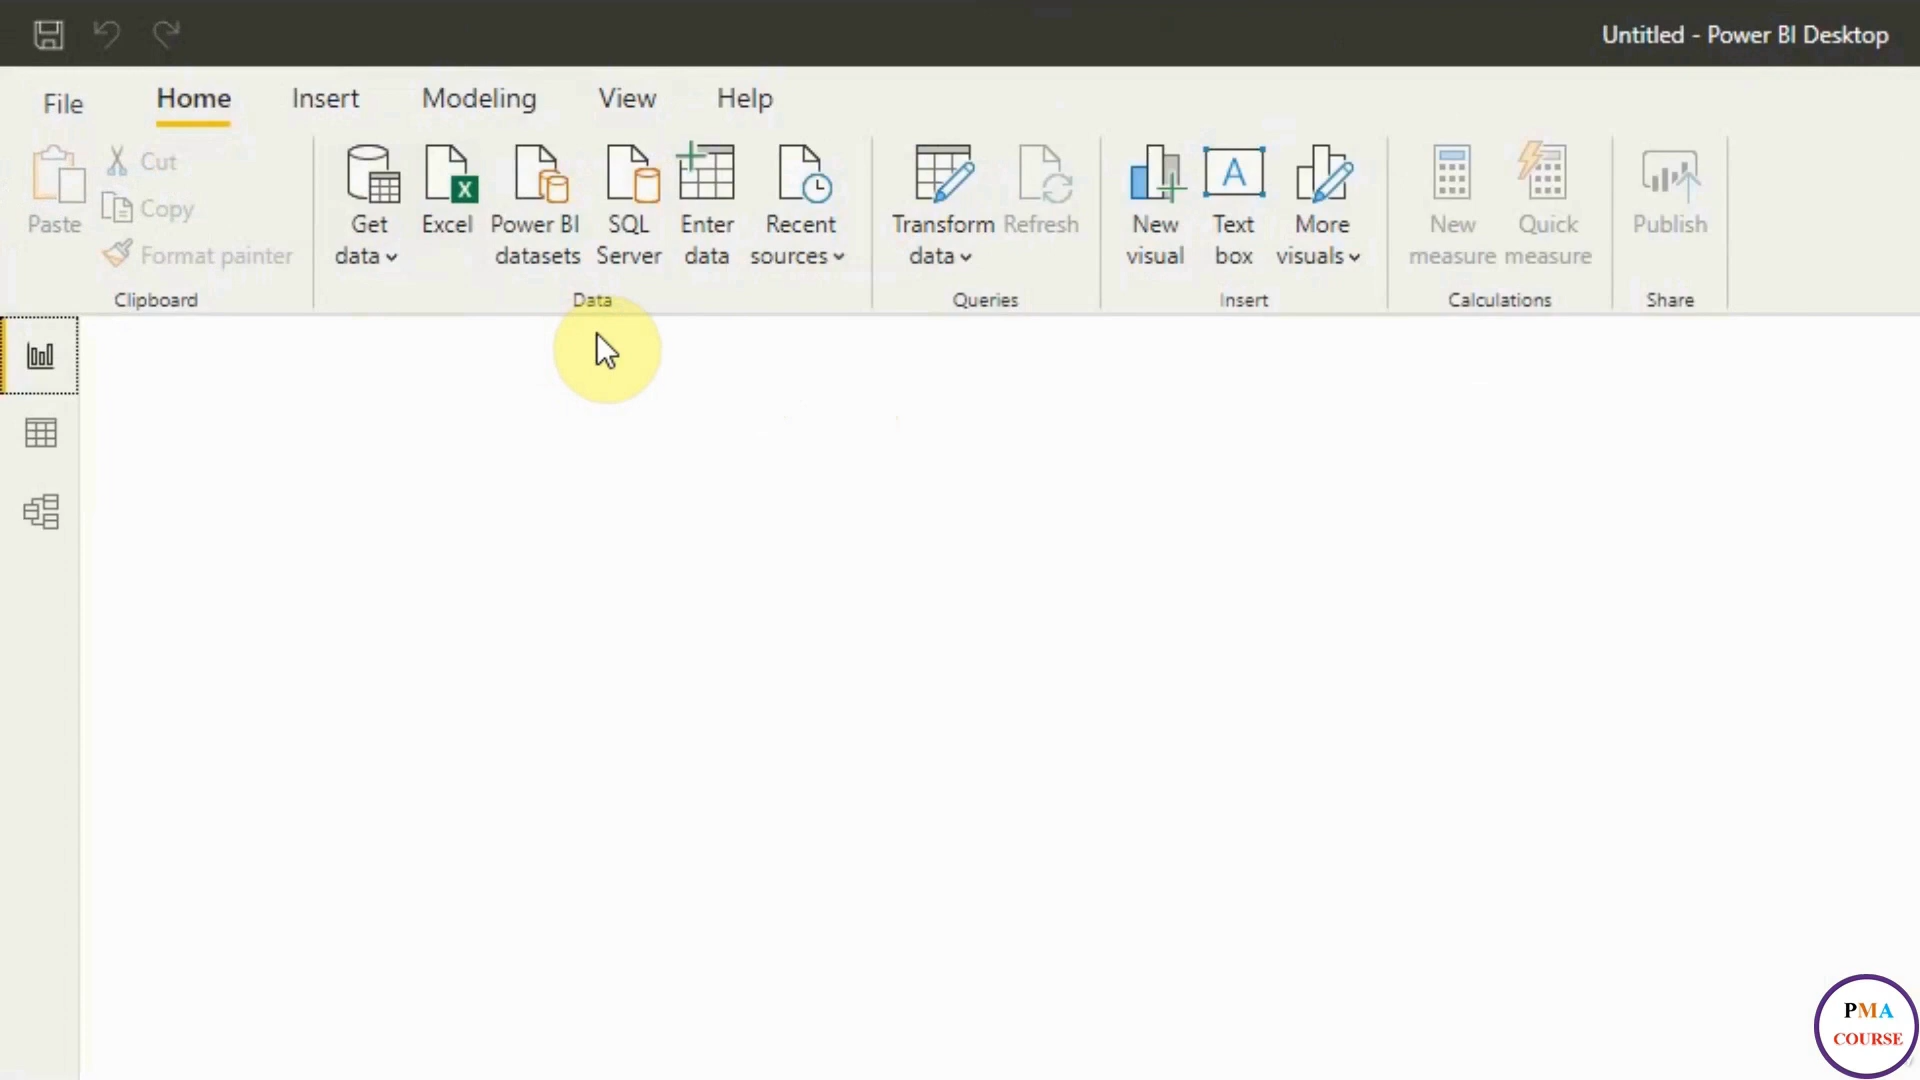 Untitled - Power BI Desktop
File Home Insert Modeling View Help
Paste
Cut
Copy
Format painter
Clipboard
Get data
Excel
Power BI datasets
SQL Server
Enter data
Recent sources
Data
Transform data
Refresh
Queries
New visual
Text box
More visuals
Insert
New measure
Quick measure
Calculations
Publish
Share
PMA
COURSE